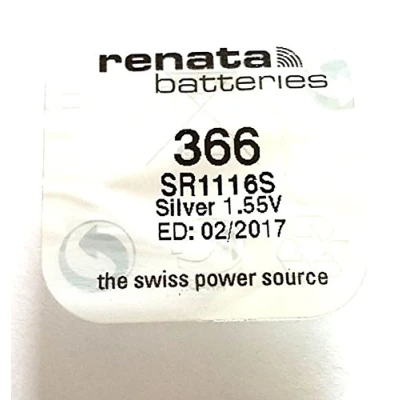 renata
batteries
366
SR1116S
Silver 1.55V
ED: 02/2017
the swiss power source